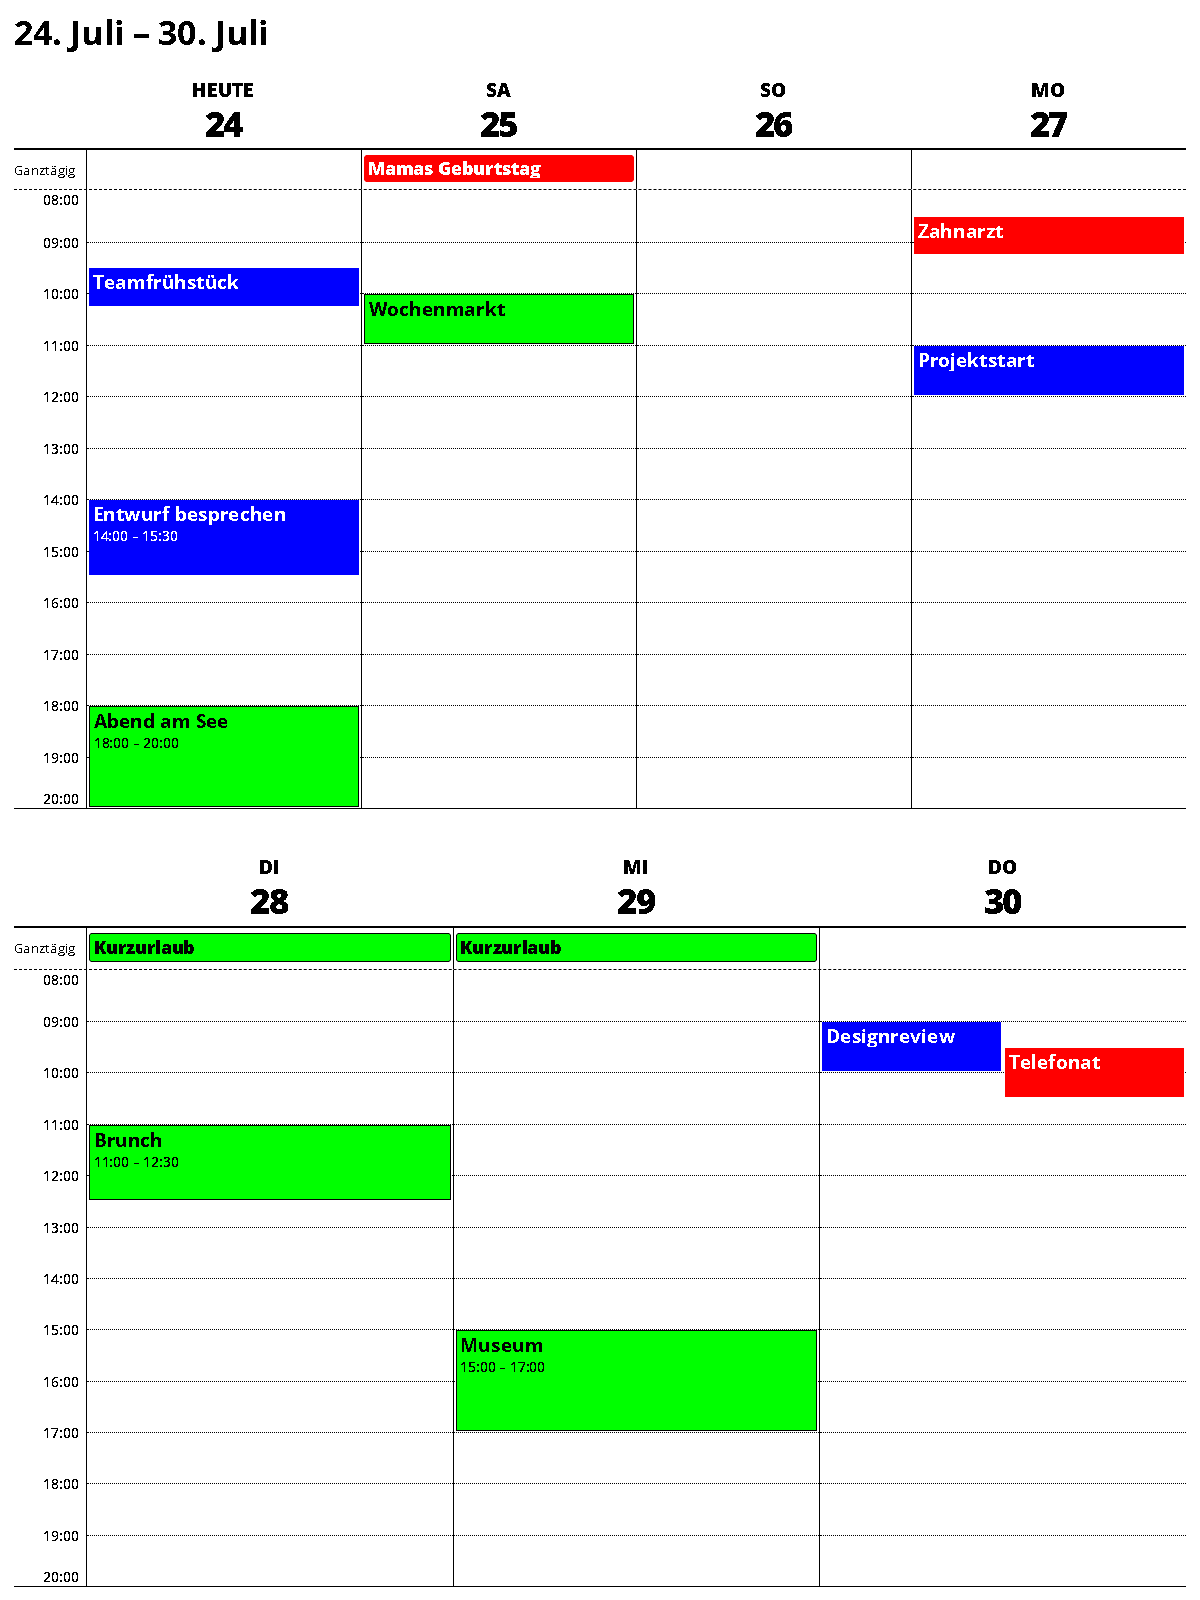 24. Juli – 30. Juli
HEUTE
24
SA
25
SO
26
MO
27
Ganztägig
Mamas Geburtstag
08:00
Zahnarzt
09:00
Teamfrühstück
10:00
Wochenmarkt
11:00
Projektstart
12:00
13:00
14:00
Entwurf besprechen
14:00 – 15:30
15:00
16:00
17:00
18:00
Abend am See
18:00 – 20:00
19:00
20:00
DI
28
MI
29
DO
30
Ganztägig
Kurzurlaub
Kurzurlaub
08:00
09:00
Designreview
Telefonat
10:00
11:00
Brunch
11:00 – 12:30
12:00
13:00
14:00
15:00
Museum
15:00 – 17:00
16:00
17:00
18:00
19:00
20:00